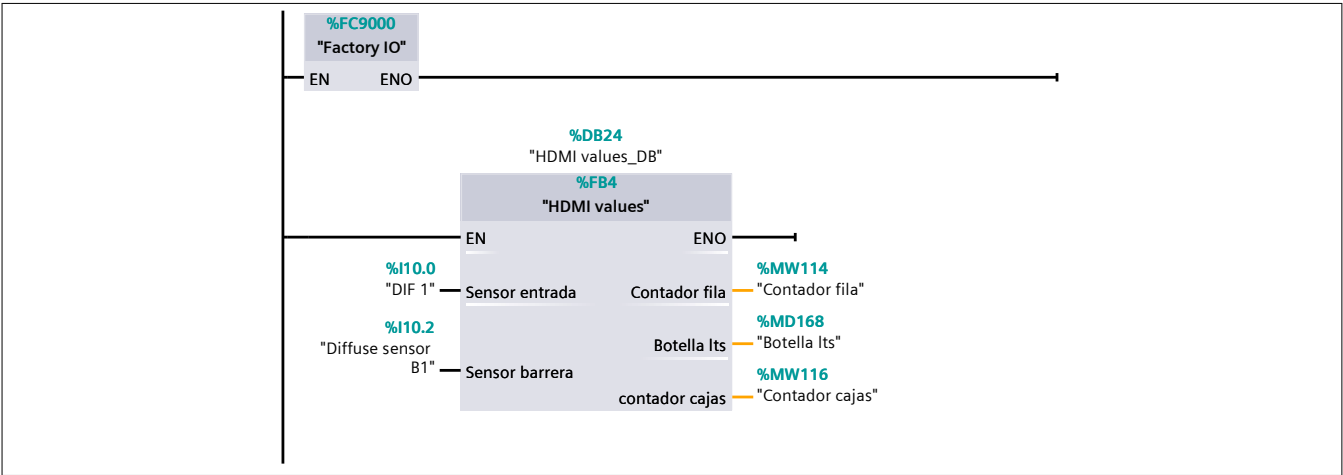 %FC9000
"Factory IO"
EN ENO
%DB24
"HDMI values_DB"
%FB4
"HDMI values"
EN ENO
%I10.0
"DIF 1" Sensor entrada
Contador fila %MW114
"Contador fila"
%I10.2
"Diffuse sensor
B1" Sensor barrera
Botella lts %MD168
"Botella lts"
contador cajas %MW116
"Contador cajas"